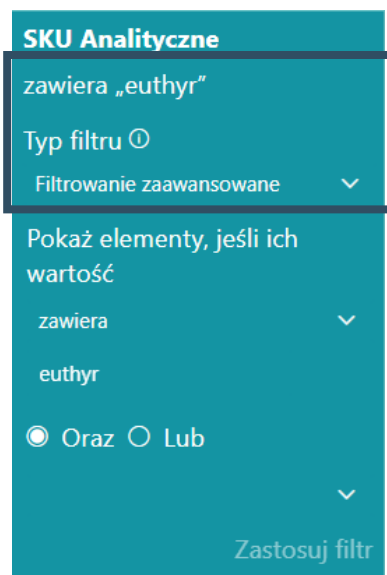 SKU Analityczne
zawiera „euthyr”
Typ filtru
Filtrowanie zaawansowane
Pokaż elementy, jeśli ich
wartość
zawiera
euthyr
Oraz Lub
Zastosuj filtr